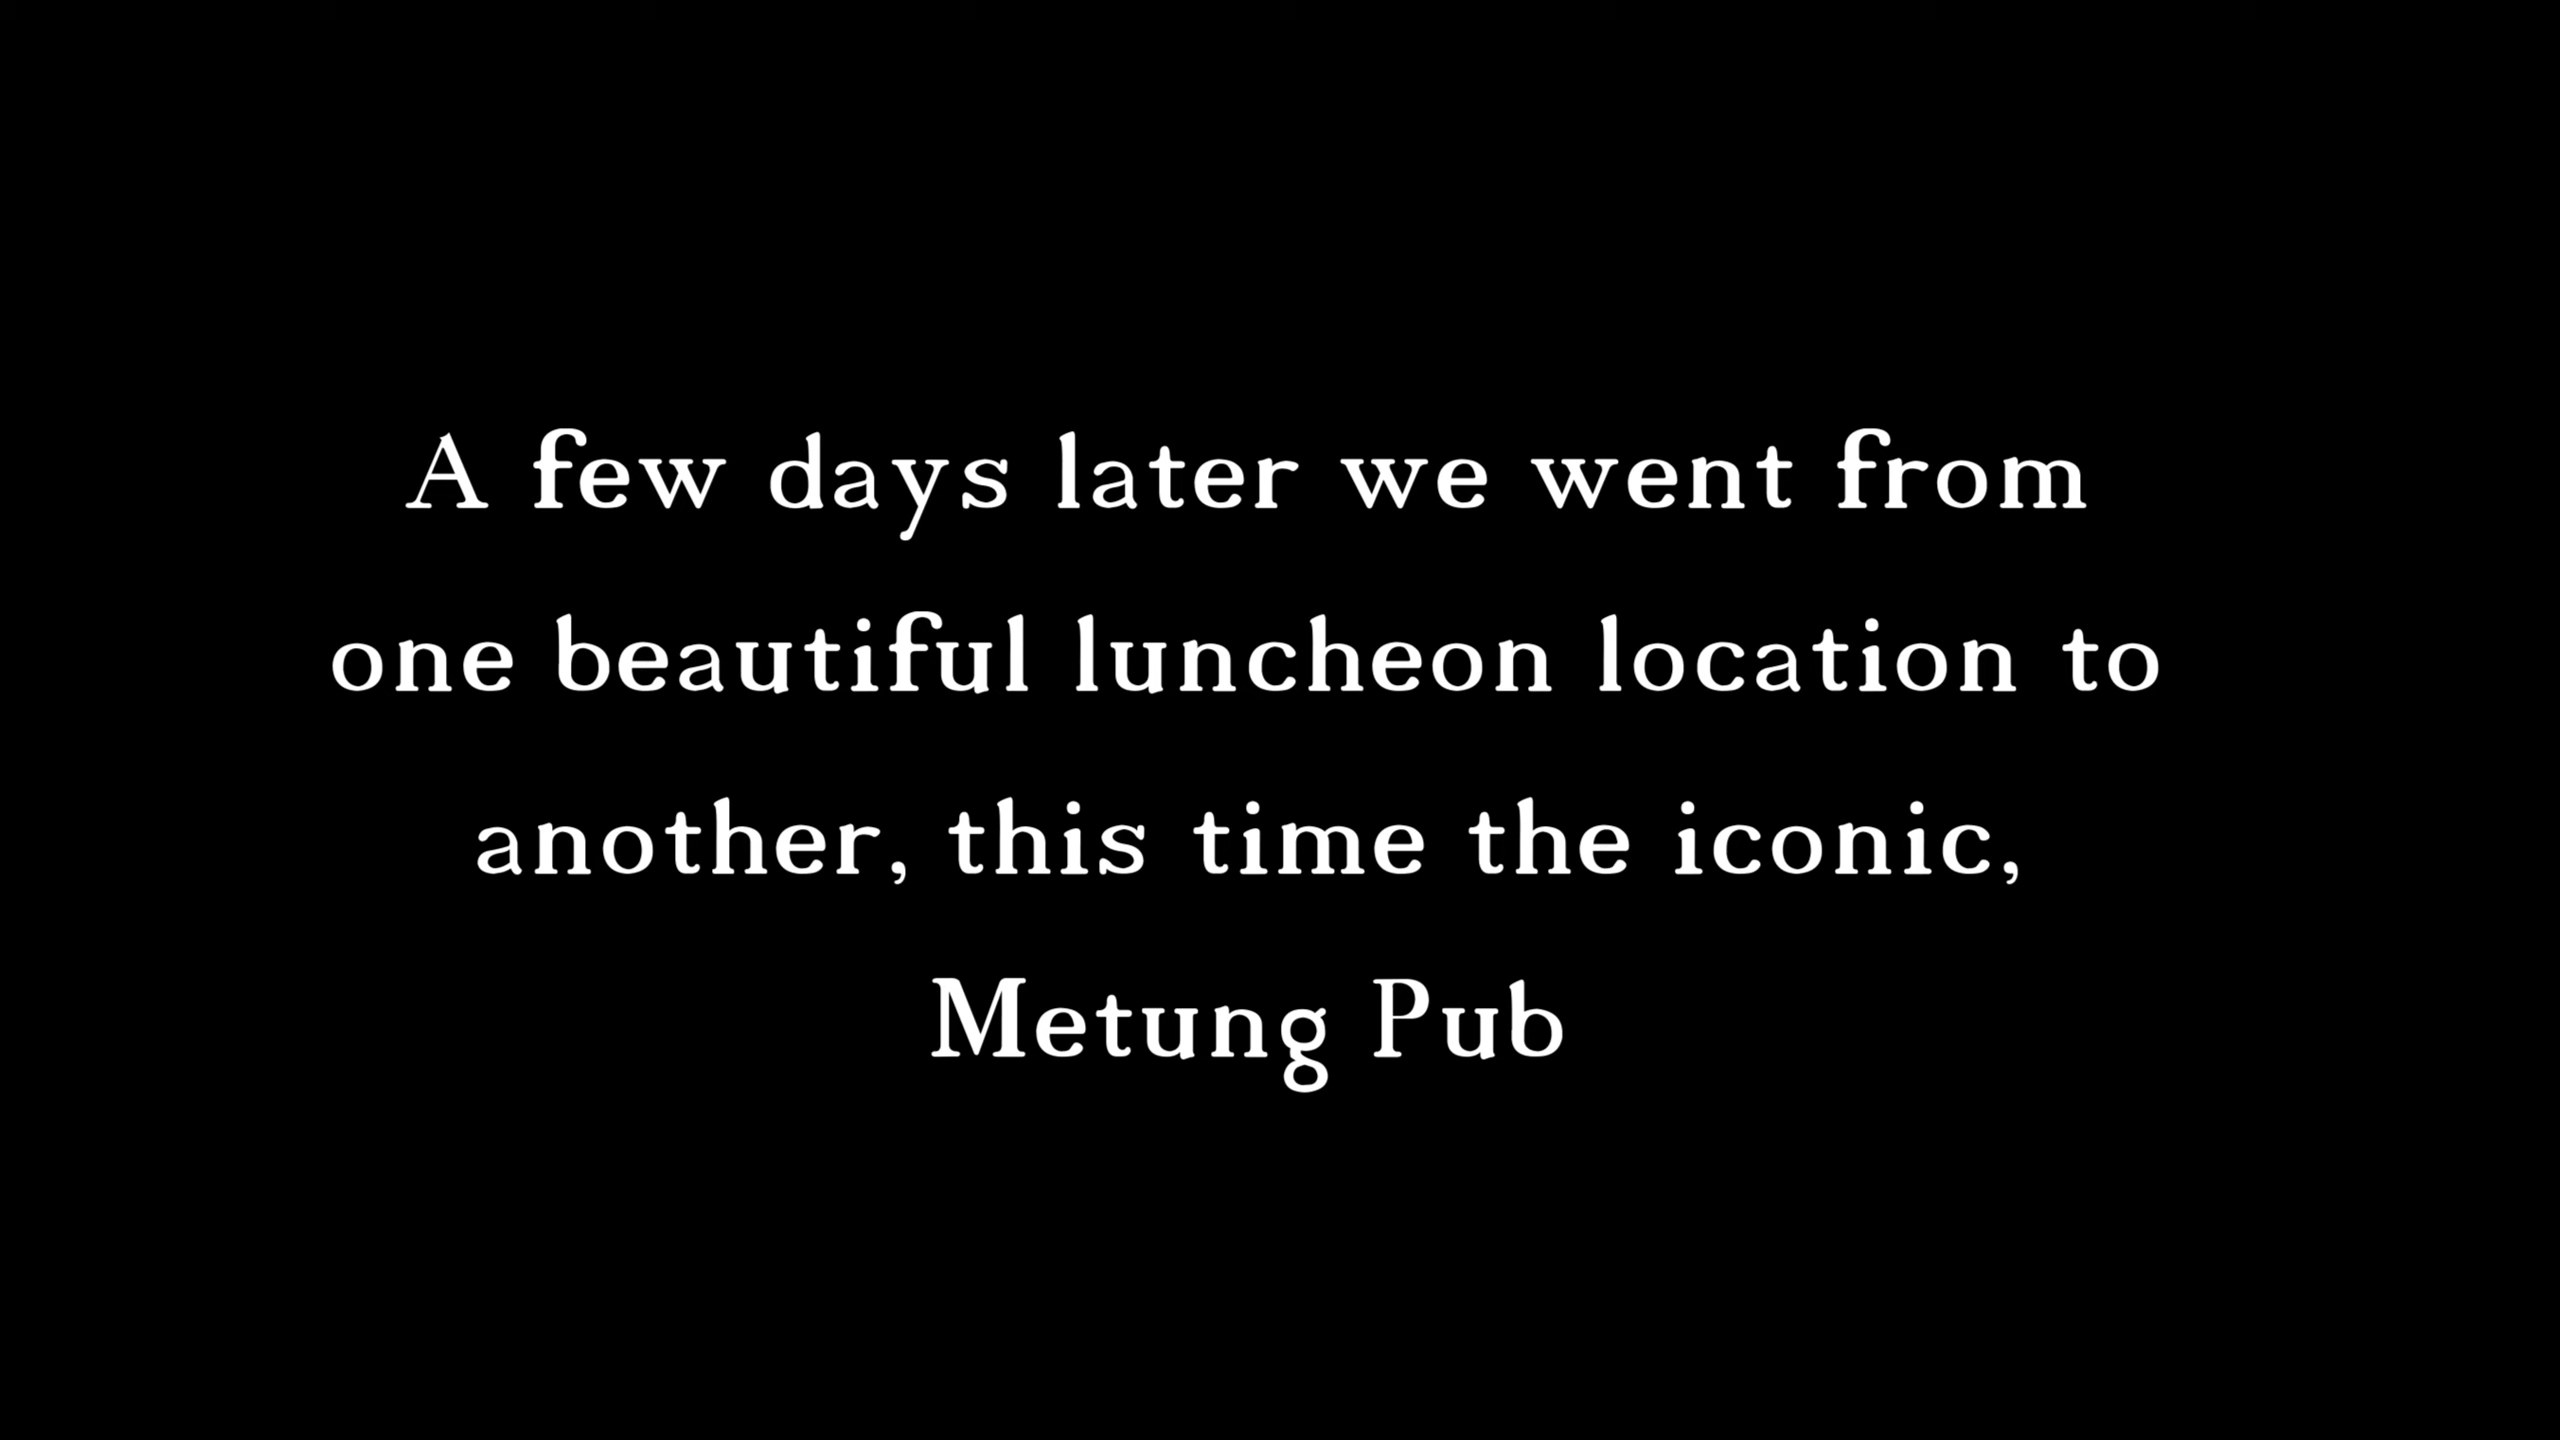 A few days later we went from
one beautiful luncheon location to
another, this time the iconic,
Metung Pub